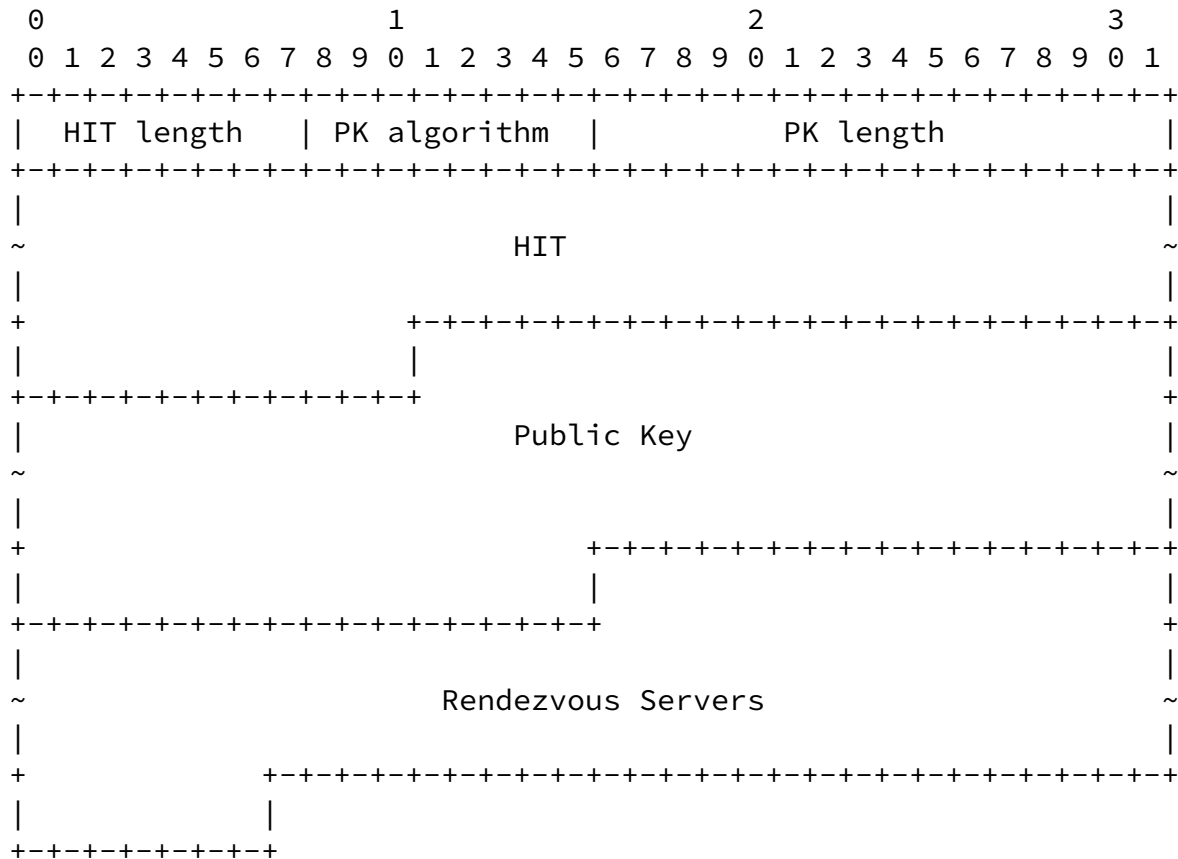 0                   1                   2                   3
0 1 2 3 4 5 6 7 8 9 0 1 2 3 4 5 6 7 8 9 0 1 2 3 4 5 6 7 8 9 0 1
+-+-+-+-+-+-+-+-+-+-+-+-+-+-+-+-+-+-+-+-+-+-+-+-+-+-+-+-+-+-+-+-+
|  HIT length   | PK algorithm  |          PK length            |
+-+-+-+-+-+-+-+-+-+-+-+-+-+-+-+-+-+-+-+-+-+-+-+-+-+-+-+-+-+-+-+-+
|                                                               |
~                           HIT                                 ~
|                                                               |
+                     +-+-+-+-+-+-+-+-+-+-+-+-+-+-+-+-+-+-+-+-+-+
|                     |                                         |
+-+-+-+-+-+-+-+-+-+-+-+                                         +
|                           Public Key                          |
~                                                               ~
|                                                               |
+                               +-+-+-+-+-+-+-+-+-+-+-+-+-+-+-+-+
|                               |                               |
+-+-+-+-+-+-+-+-+-+-+-+-+-+-+-+-+                               +
|                                                               |
~                       Rendezvous Servers                      ~
|                                                               |
+             +-+-+-+-+-+-+-+-+-+-+-+-+-+-+-+-+-+-+-+-+-+-+-+-+-+
|             |
+-+-+-+-+-+-+-+